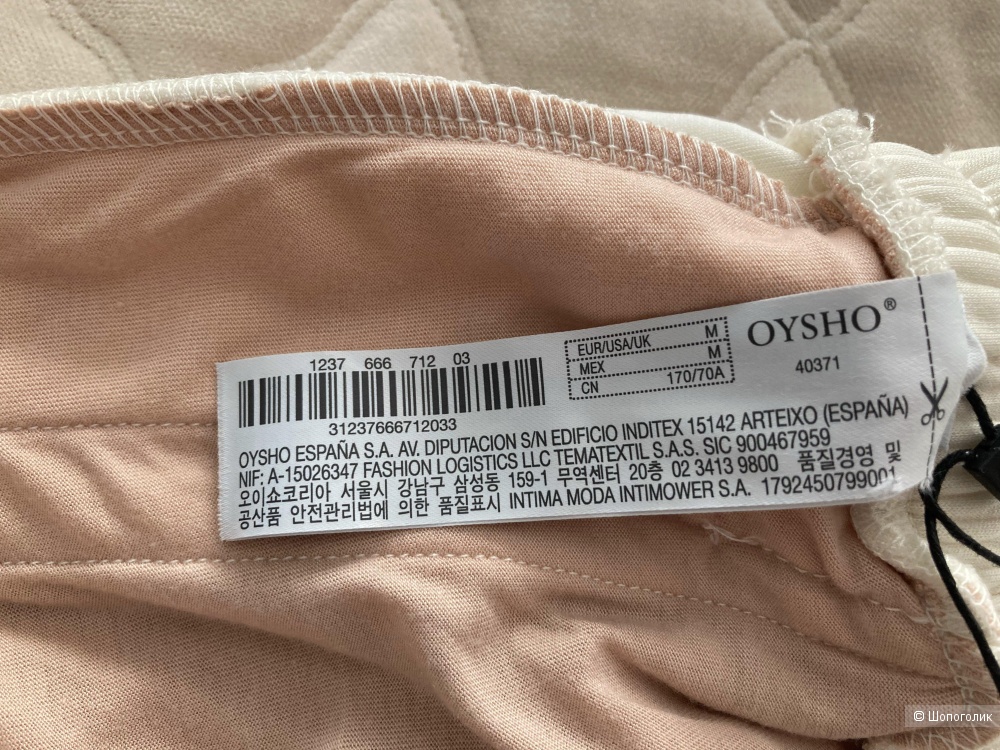 OYSHO®
40371
EUR/USA/UK M
MEX M
CN 170/70A
1237 666 712 03
31237666712033
OYSHO ESPAÑA S.A. AV. DIPUTACION S/N EDIFICIO INDITEX 15142 ARTEIXO (ESPAÑA)
NIF: A-15026347 FASHION LOGISTICS LLC TEMATEXTIL S.A.S. SIC 900467959
오이쇼코리아 서울시 강남구 삼성동 159-1 무역센터 20층 02 3413 9800 품질경영 및
공산품 안전관리법에 의한 품질표시 INTIMA MODA INTIMOWER S.A. 1792450799001
© Шопоголик